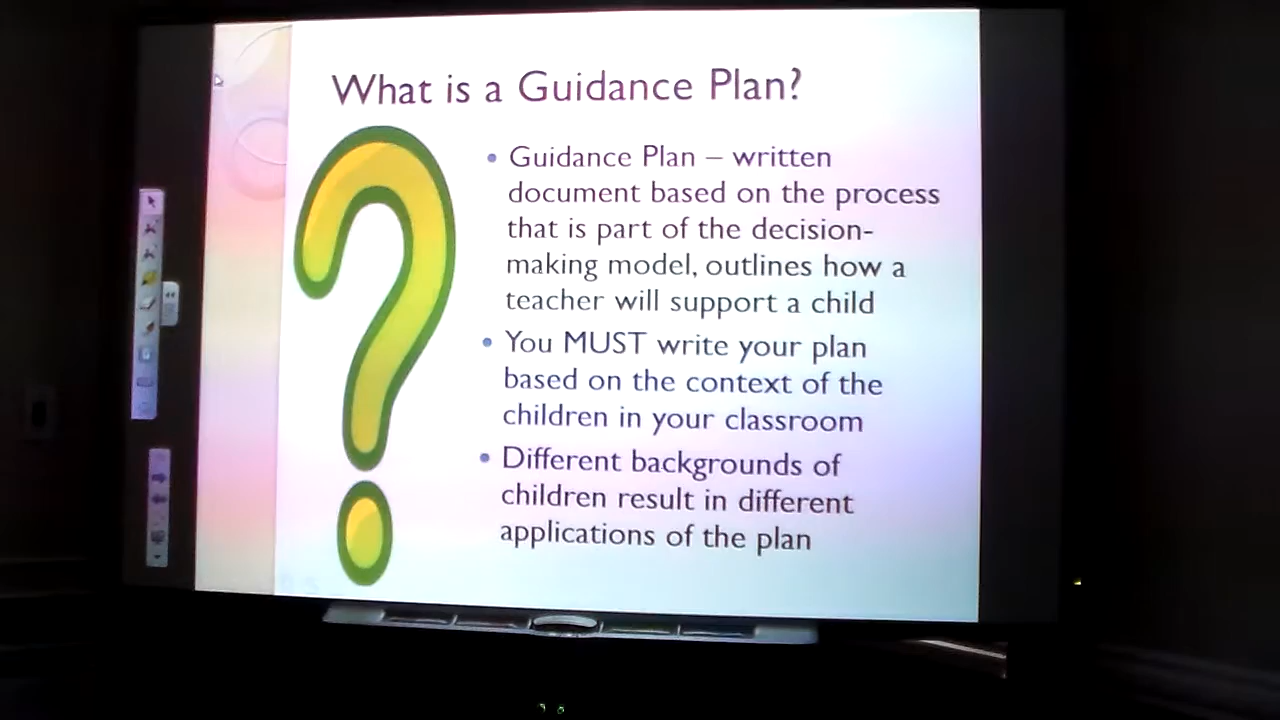 What is a Guidance Plan?
• Guidance Plan – written
document based on the process
that is part of the decision-
making model, outlines how a
teacher will support a child
• You MUST write your plan
based on the context of the
children in your classroom
• Different backgrounds of
children result in different
applications of the plan